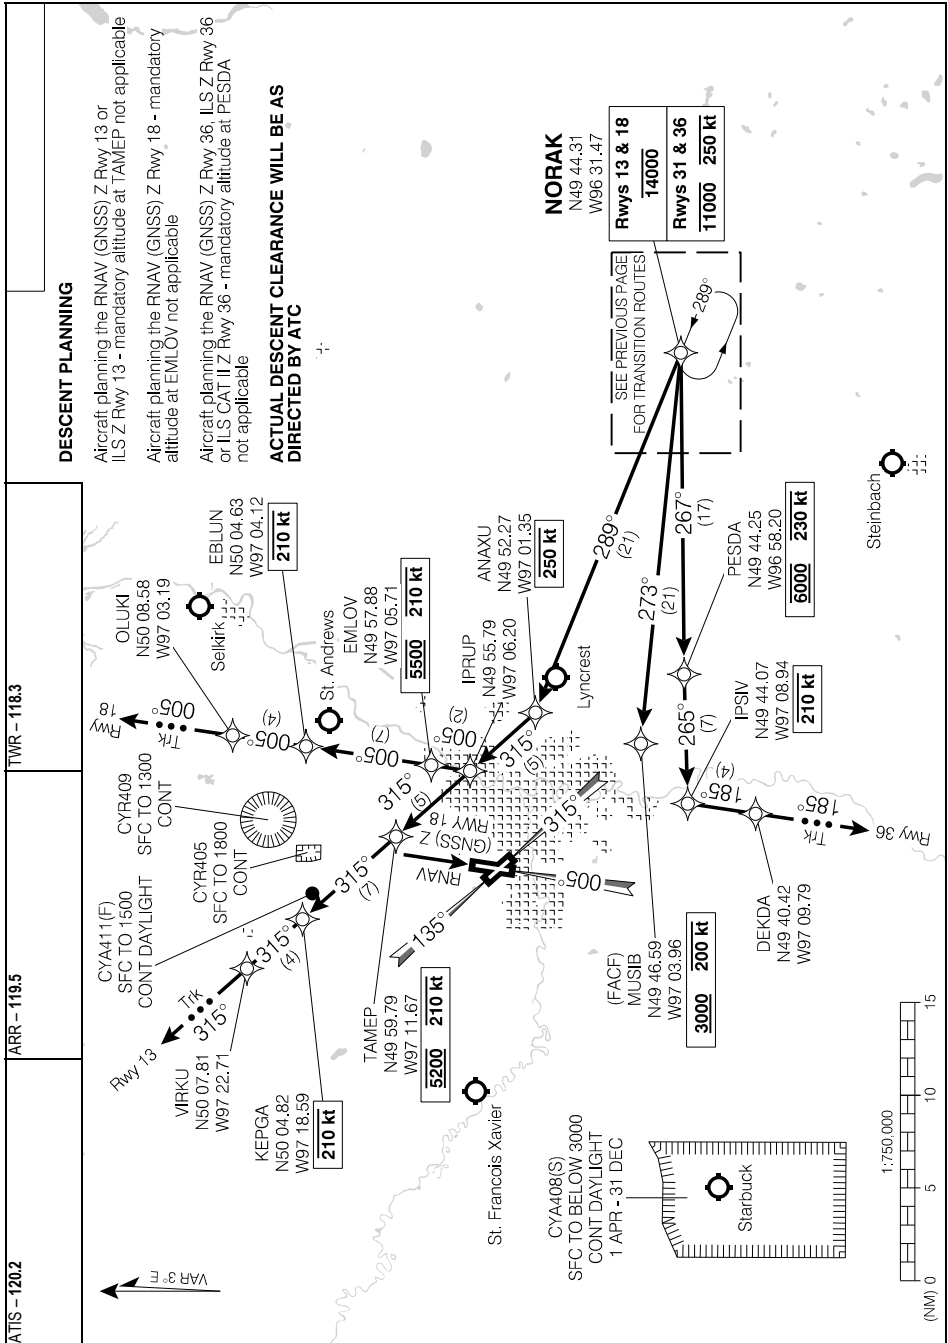 ATIS – 120.2
ARR – 119.5
TWR – 118.3
DESCENT PLANNING
Aircraft planning the RNAV (GNSS) Z Rwy 13 or
ILS Z Rwy 13 - mandatory altitude at TAMEP not applicable
Aircraft planning the RNAV (GNSS) Z Rwy 18 - mandatory
altitude at EMLOV not applicable
Aircraft planning the RNAV (GNSS) Z Rwy 36, ILS Z Rwy 36
or ILS CAT II Z Rwy 36 - mandatory altitude at PESDA
not applicable
ACTUAL DESCENT CLEARANCE WILL BE AS
DIRECTED BY ATC
VAR 3° E
Rwy 13
Trk
315°
VIRKU
N50 07.81
W97 22.71
315°
(4)
KEPGA
N50 04.82
W97 18.59
210 kt
CYA411(F)
SFC TO 1500
CONT DAYLIGHT
CYR405
SFC TO 1800
CONT
CYR409
SFC TO 1300
CONT
315°
(7)
Rwy
18
Trk
005°
OLUKI
N50 08.58
W97 03.19
Selkirk
005°
(4)
EBLUN
N50 04.63
W97 04.12
210 kt
St. Andrews
005°
(7)
EMLOV
N49 57.88
W97 05.71
5500 210 kt
315°
(5)
005°
(2)
IPRUP
N49 55.79
W97 06.20
TAMEP
N49 59.79
W97 11.67
5200 210 kt
RNAV
(GNSS) Z
RWY 18
135°
315°
005°
315°
(5)
ANAXU
N49 52.27
W97 01.35
250 kt
Lyncrest
289°
(21)
273°
(21)
267°
(17)
NORAK
N49 44.31
W96 31.47
Rwys 13 & 18
14000
Rwys 31 & 36
11000 250 kt
SEE PREVIOUS PAGE
FOR TRANSITION ROUTES
289°
St. Francois Xavier
(FACF)
MUSIB
N49 46.59
W97 03.96
3000 200 kt
PESDA
N49 44.25
W96 58.20
6000 230 kt
265°
(7)
IPSIV
N49 44.07
W97 08.94
210 kt
185°
(4)
DEKDA
N49 40.42
W97 09.79
185°
Trk
Rwy 36
Steinbach
CYA408(S)
SFC TO BELOW 3000
CONT DAYLIGHT
1 APR - 31 DEC
Starbuck
1:750,000
(NM) 0 5 10 15